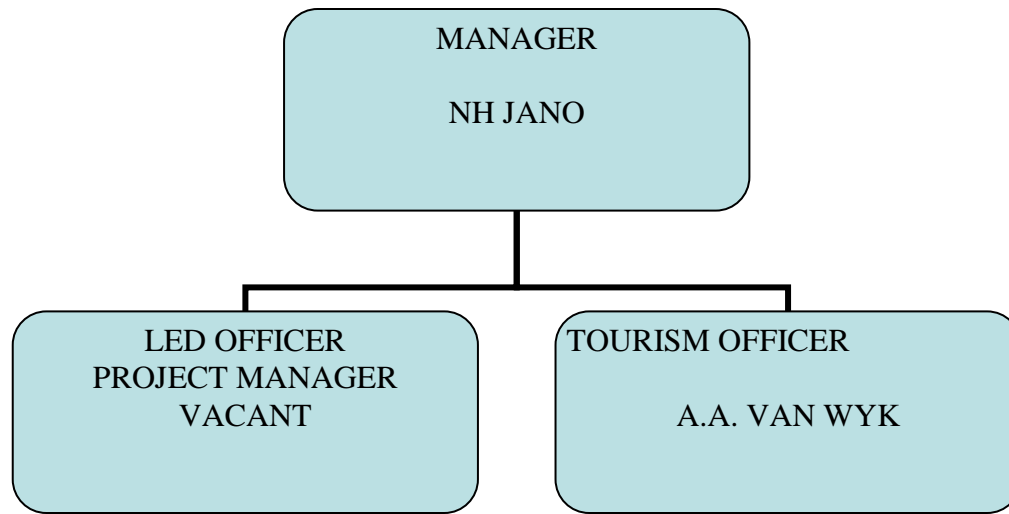 MANAGER
NH JANO
LED OFFICER
PROJECT MANAGER
VACANT
TOURISM OFFICER
A.A. VAN WYK